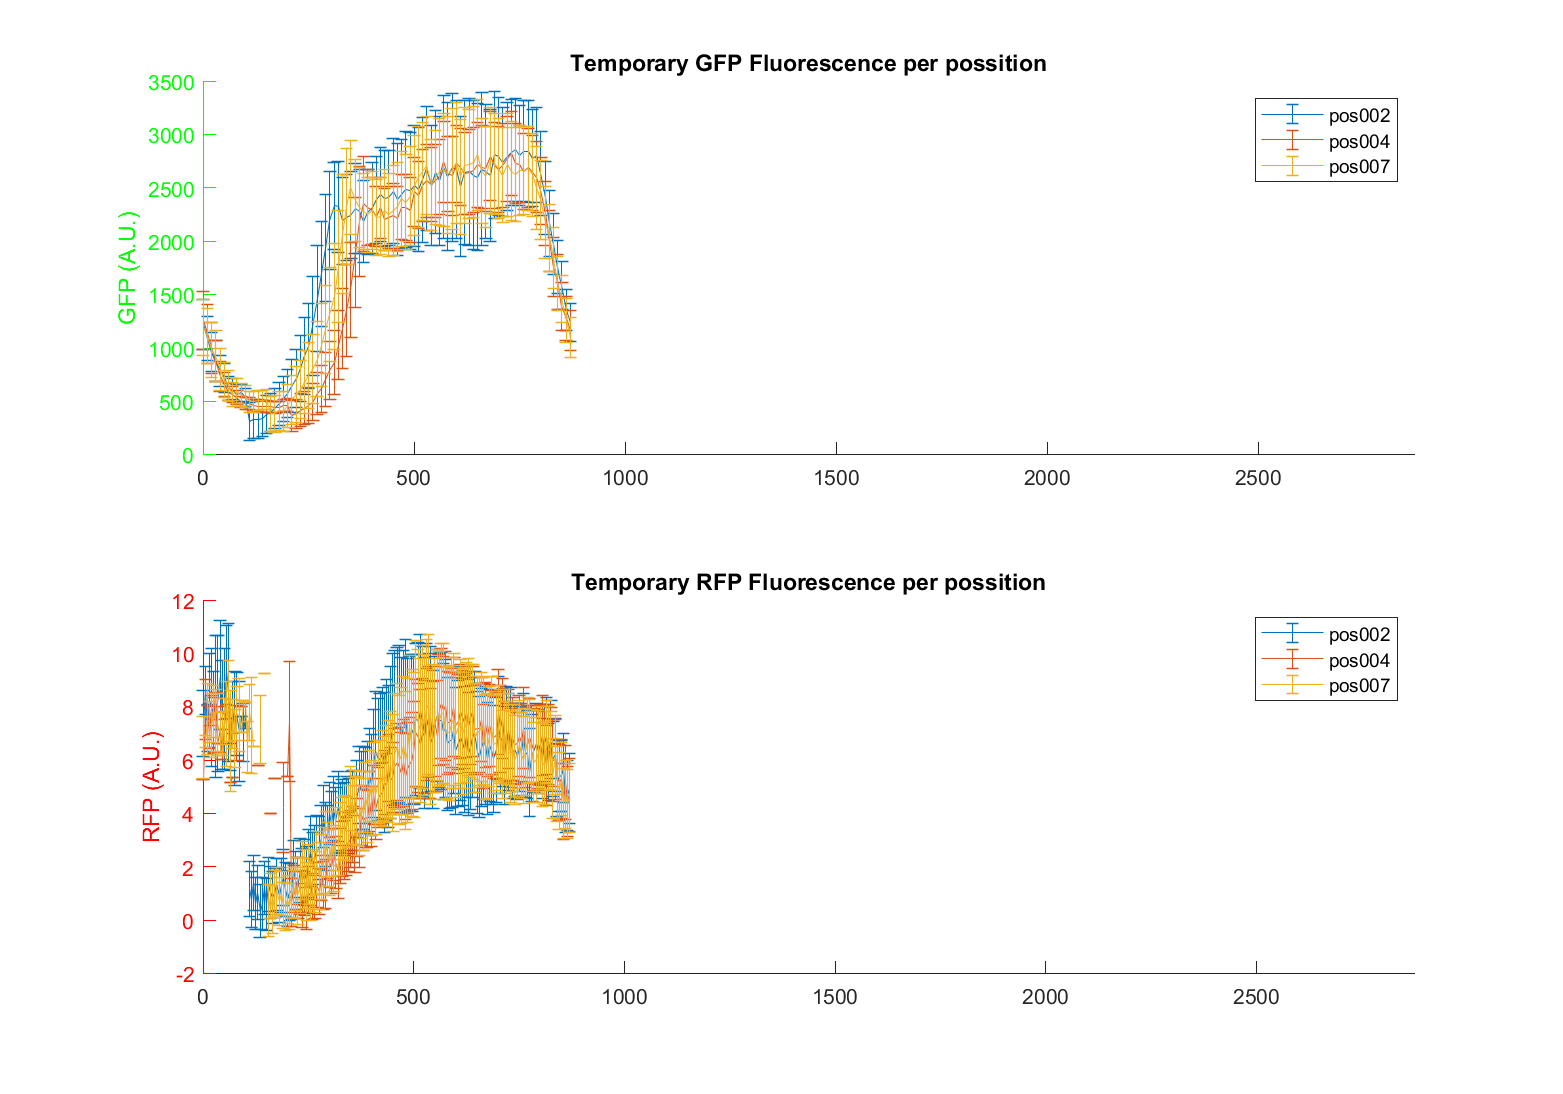 Temporary GFP Fluorescence per possition
3500
3000
2500
2000
1500
1000
500
0
GFP (A.U.)
0 500 1000 1500 2000 2500
pos002
pos004
pos007
Temporary RFP Fluorescence per possition
12
10
8
6
4
2
0
-2
RFP (A.U.)
0 500 1000 1500 2000 2500
pos002
pos004
pos007